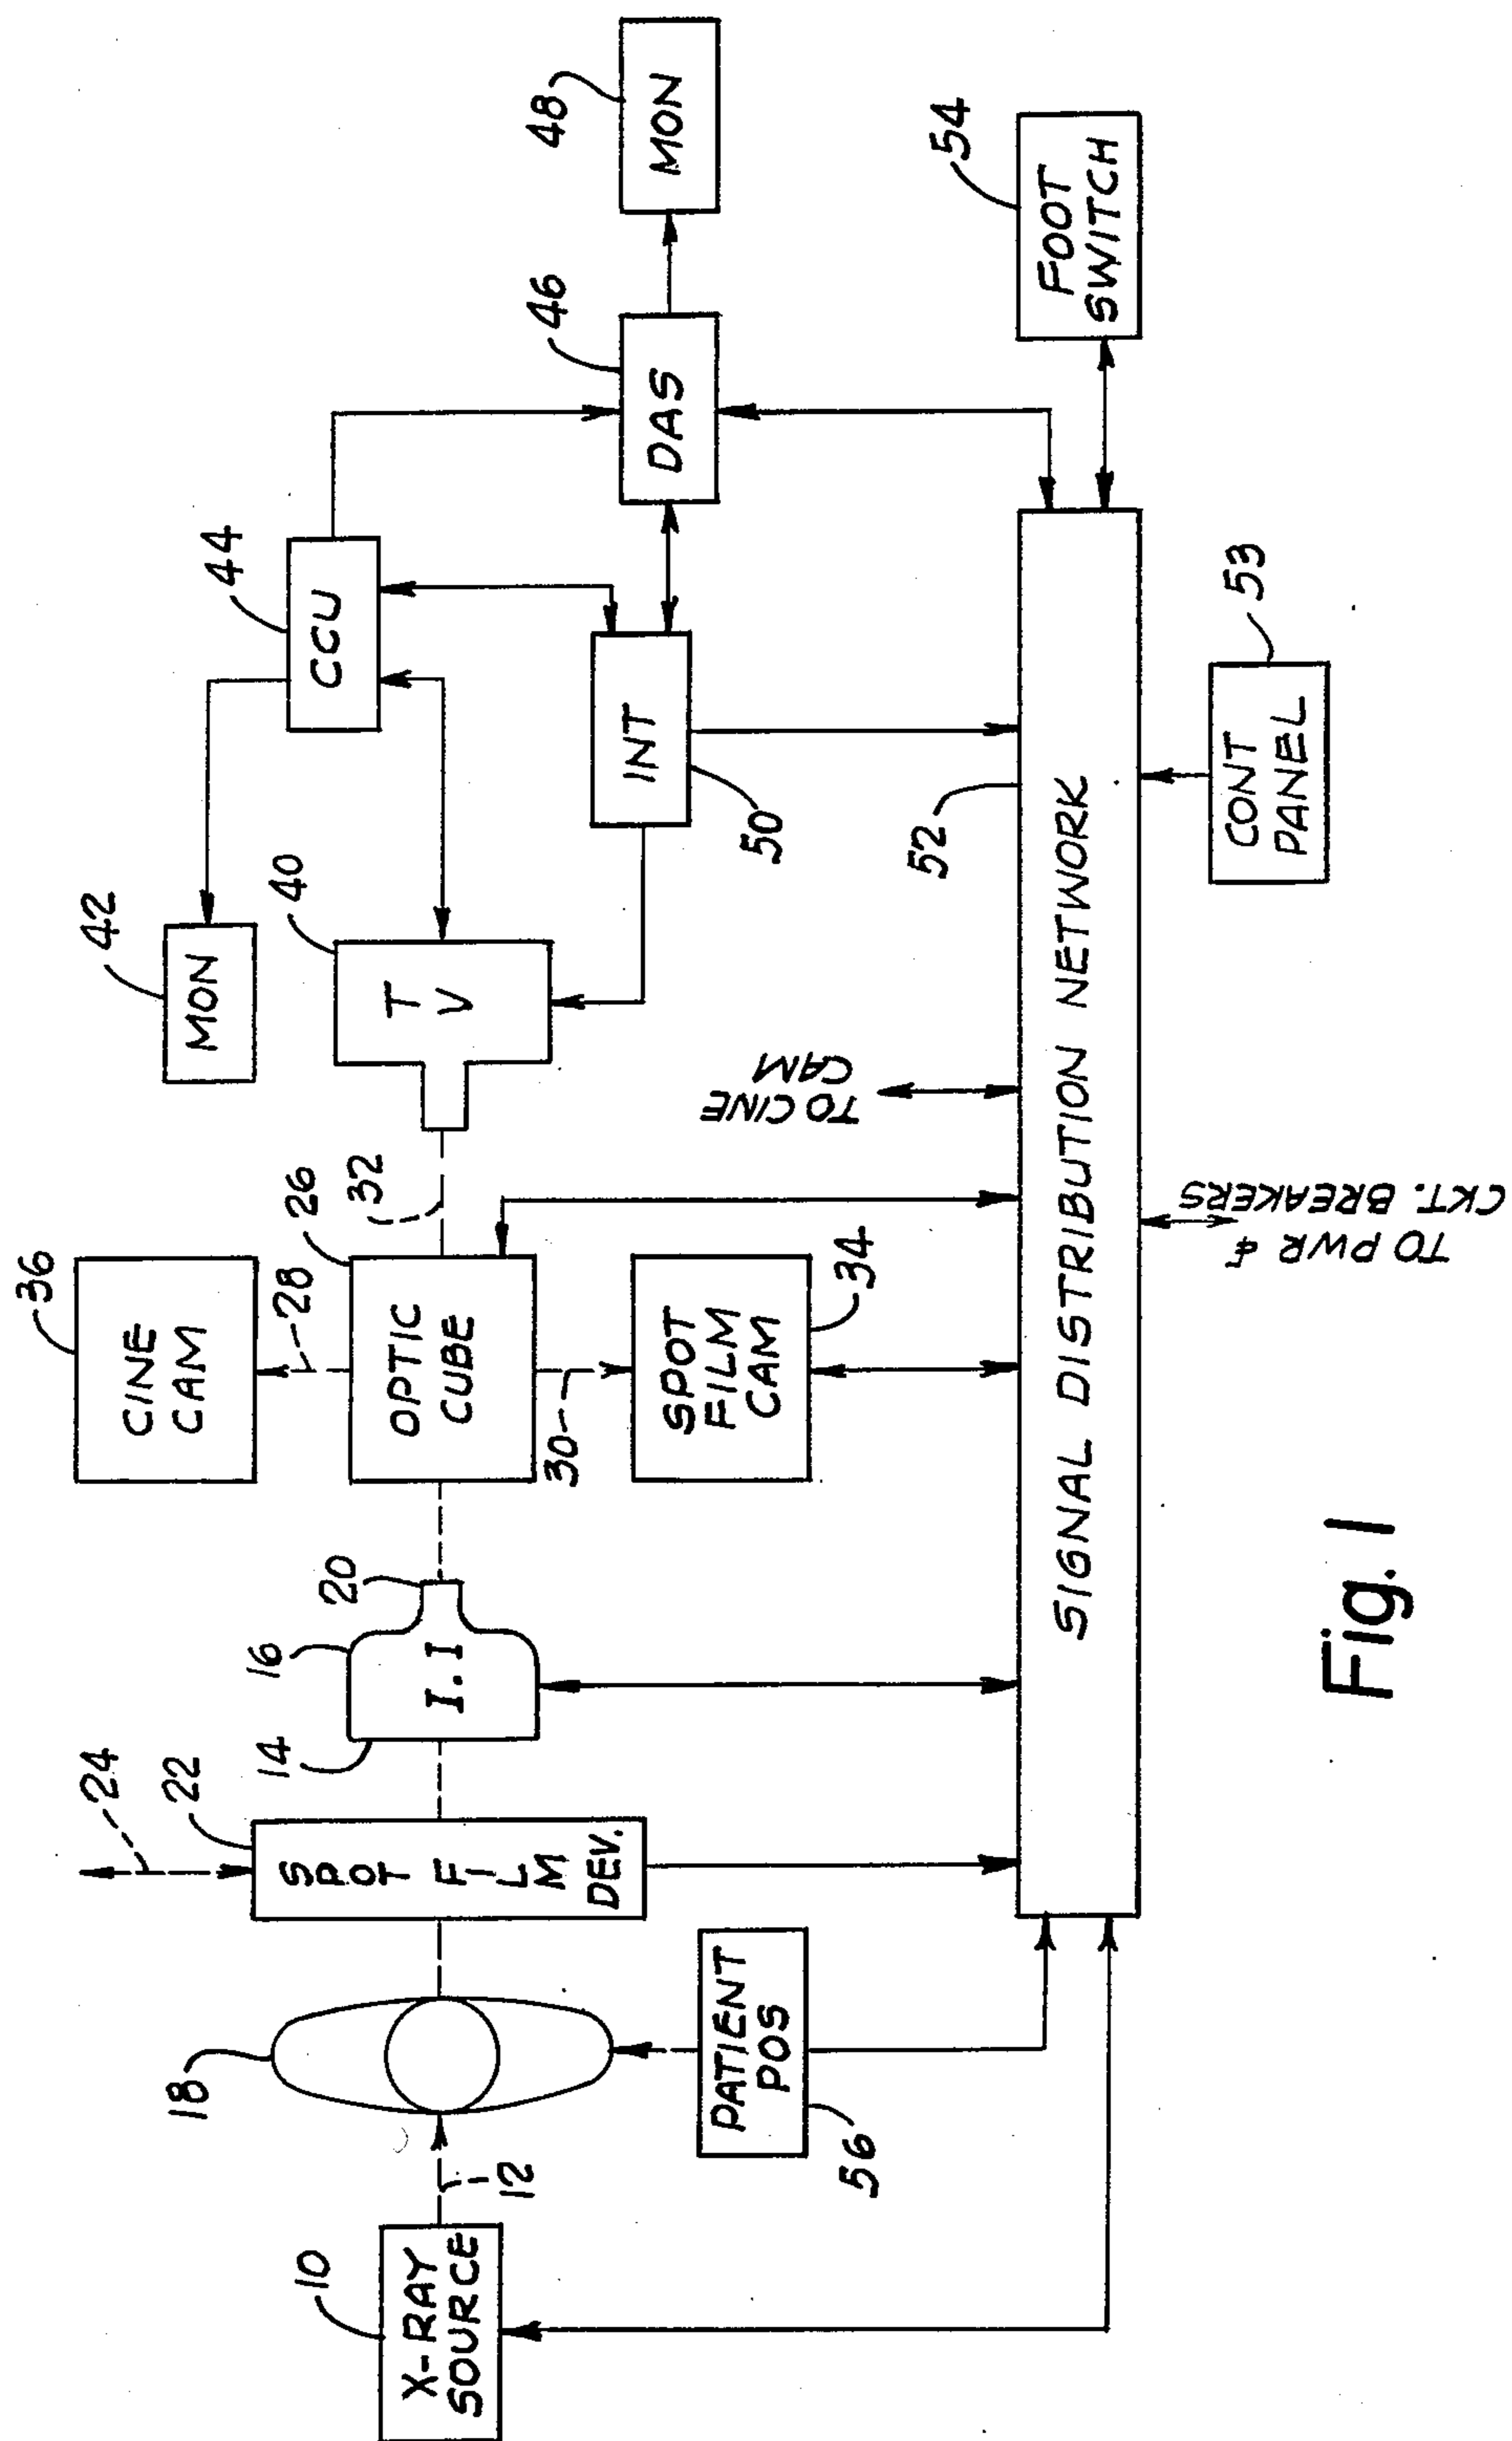 36
CINE
CAM
42
MON
44
CCU
48
MON
24
22
SPOT FILM
DEV.
28
26
OPTIC
CUBE
32
40
T
V
46
DAS
18
16
14
I.I
20
10
X-RAY
SOURCE
12
30
SPOT
FILM
CAM
34
INT
50
TO CINE
CAM
PATIENT
POS
56
52
54
FOOT
SWITCH
SIGNAL DISTRIBUTION NETWORK
53
CONT
PANEL
TO PWR &
CKT. BREAKERS
Fig. 1